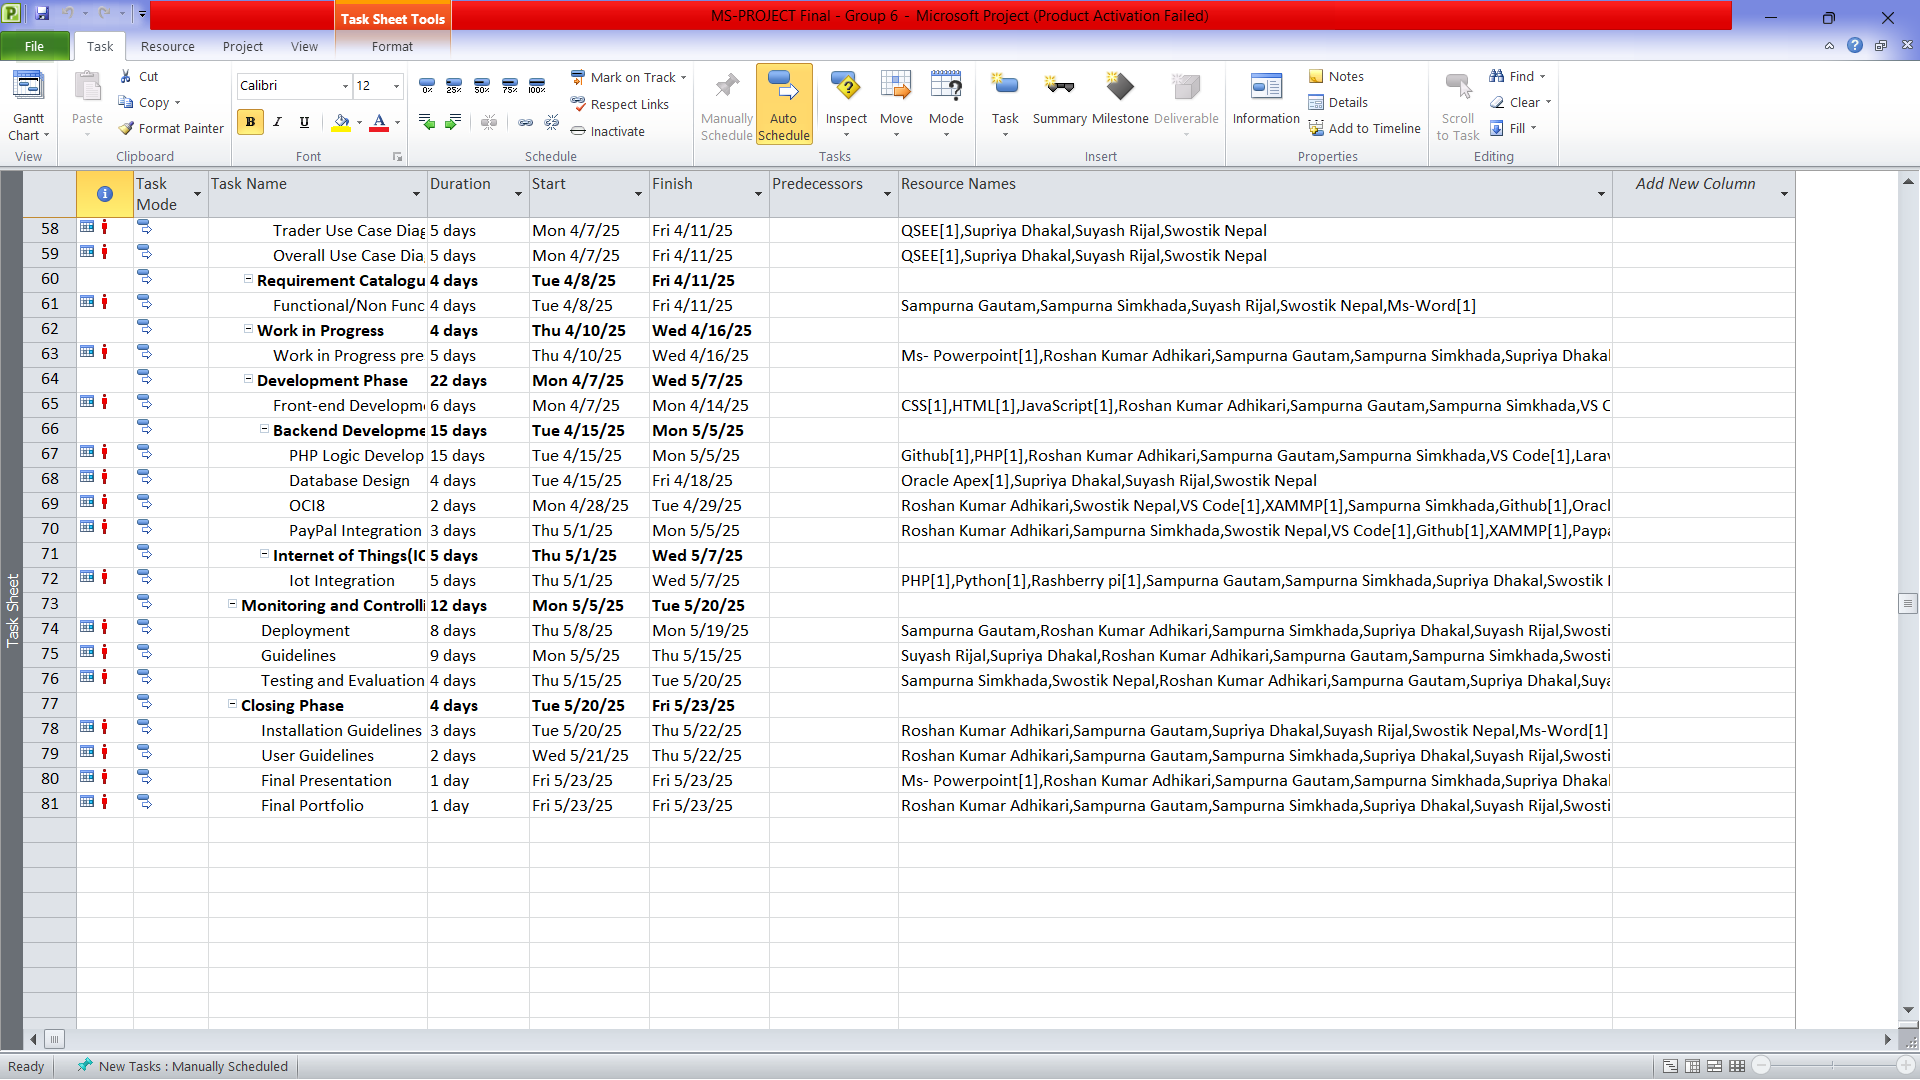 Task Sheet Tools
MS-PROJECT Final - Group 6 - Microsoft Project (Product Activation Failed)
File Task Resource Project View Format
Gantt Chart
View
Paste
Cut
Copy
Format Painter
Clipboard
Calibri 12
B I U
Font
0% 25% 50% 75% 100%
Mark on Track
Respect Links
Inactivate
Schedule
Manually Schedule
Auto Schedule
Inspect
Move
Mode
Tasks
Task
Summary
Milestone
Deliverable
Insert
Information
Notes
Details
Add to Timeline
Properties
Scroll to Task
Find
Clear
Fill
Editing
Task Mode Task Name Duration Start Finish Predecessors Resource Names Add New Column
58 Trader Use Case Diag 5 days Mon 4/7/25 Fri 4/11/25 QSEE[1],Supriya Dhakal,Suyash Rijal,Swostik Nepal
59 Overall Use Case Dia 5 days Mon 4/7/25 Fri 4/11/25 QSEE[1],Supriya Dhakal,Suyash Rijal,Swostik Nepal
60 Requirement Catalogu 4 days Tue 4/8/25 Fri 4/11/25
61 Functional/Non Func 4 days Tue 4/8/25 Fri 4/11/25 Sampurna Gautam,Sampurna Simkhada,Suyash Rijal,Swostik Nepal,Ms-Word[1]
62 Work in Progress 4 days Thu 4/10/25 Wed 4/16/25
63 Work in Progress pre 5 days Thu 4/10/25 Wed 4/16/25 Ms- Powerpoint[1],Roshan Kumar Adhikari,Sampurna Gautam,Sampurna Simkhada,Supriya Dhakal
64 Development Phase 22 days Mon 4/7/25 Wed 5/7/25
65 Front-end Developm 6 days Mon 4/7/25 Mon 4/14/25 CSS[1],HTML[1],JavaScript[1],Roshan Kumar Adhikari,Sampurna Gautam,Sampurna Simkhada,VS C
66 Backend Developme 15 days Tue 4/15/25 Mon 5/5/25
67 PHP Logic Develop 15 days Tue 4/15/25 Mon 5/5/25 Github[1],PHP[1],Roshan Kumar Adhikari,Sampurna Gautam,Sampurna Simkhada,VS Code[1],Larav
68 Database Design 4 days Tue 4/15/25 Fri 4/18/25 Oracle Apex[1],Supriya Dhakal,Suyash Rijal,Swostik Nepal
69 OCI8 2 days Mon 4/28/25 Tue 4/29/25 Roshan Kumar Adhikari,Swostik Nepal,VS Code[1],XAMMP[1],Sampurna Simkhada,Github[1],Oracl
70 PayPal Integration 3 days Thu 5/1/25 Mon 5/5/25 Roshan Kumar Adhikari,Sampurna Simkhada,Swostik Nepal,VS Code[1],Github[1],XAMMP[1],Paypa
71 Internet of Things(IO 5 days Thu 5/1/25 Wed 5/7/25
72 Iot Integration 5 days Thu 5/1/25 Wed 5/7/25 PHP[1],Python[1],Rashberry pi[1],Sampurna Gautam,Sampurna Simkhada,Supriya Dhakal,Swostik
73 Monitoring and Controlli 12 days Mon 5/5/25 Tue 5/20/25
74 Deployment 8 days Thu 5/8/25 Mon 5/19/25 Sampurna Gautam,Roshan Kumar Adhikari,Sampurna Simkhada,Supriya Dhakal,Suyash Rijal,Swosti
75 Guidelines 9 days Mon 5/5/25 Thu 5/15/25 Suyash Rijal,Supriya Dhakal,Roshan Kumar Adhikari,Sampurna Gautam,Sampurna Simkhada,Swosti
76 Testing and Evaluation 4 days Thu 5/15/25 Tue 5/20/25 Sampurna Simkhada,Swostik Nepal,Roshan Kumar Adhikari,Sampurna Gautam,Supriya Dhakal,Suya
77 Closing Phase 4 days Tue 5/20/25 Fri 5/23/25
78 Installation Guidelines 3 days Tue 5/20/25 Thu 5/22/25 Roshan Kumar Adhikari,Sampurna Gautam,Supriya Dhakal,Suyash Rijal,Swostik Nepal,Ms-Word[1]
79 User Guidelines 2 days Wed 5/21/25 Thu 5/22/25 Roshan Kumar Adhikari,Sampurna Gautam,Sampurna Simkhada,Supriya Dhakal,Suyash Rijal,Swosti
80 Final Presentation 1 day Fri 5/23/25 Fri 5/23/25 Ms- Powerpoint[1],Roshan Kumar Adhikari,Sampurna Gautam,Sampurna Simkhada,Supriya Dhakal
81 Final Portfolio 1 day Fri 5/23/25 Fri 5/23/25 Roshan Kumar Adhikari,Sampurna Gautam,Sampurna Simkhada,Supriya Dhakal,Suyash Rijal,Swosti
Task Sheet
Ready New Tasks : Manually Scheduled